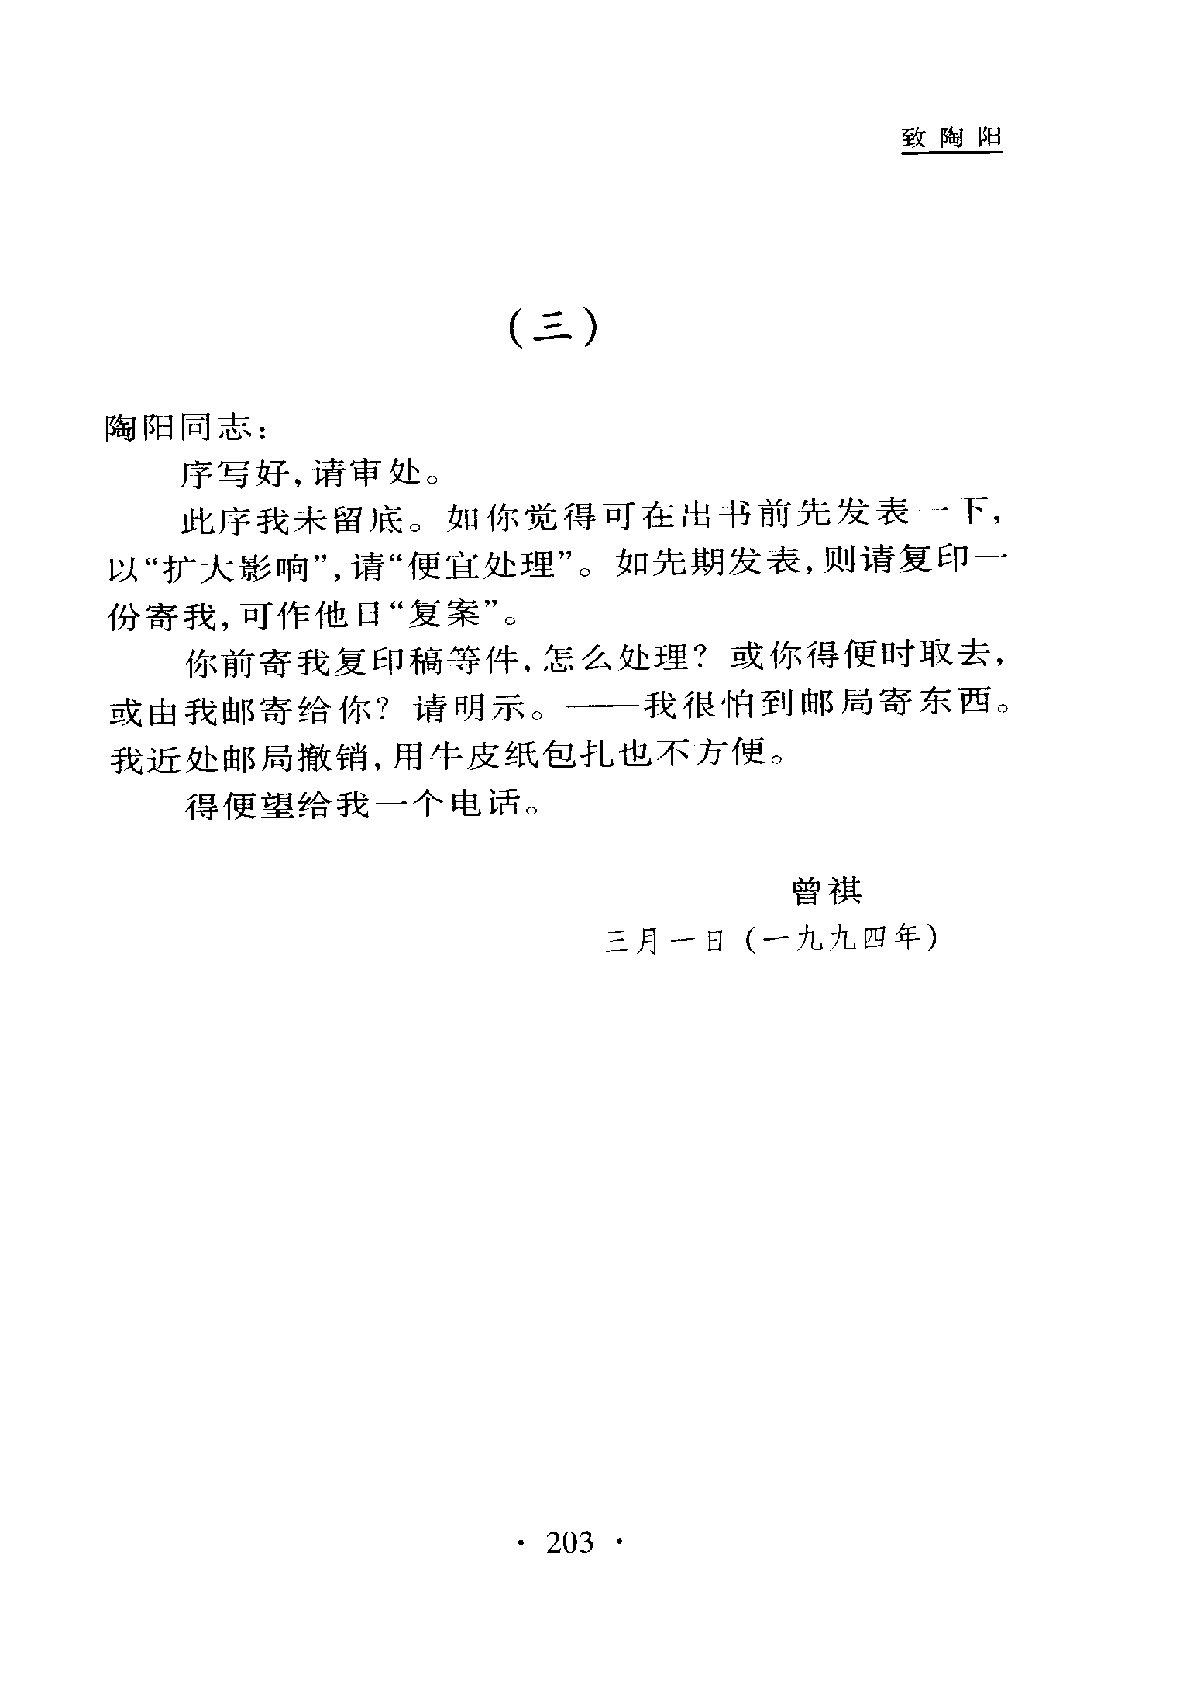 致陶阳
（三）
陶阳同志：
序写好，请审处。
此序我未留底。如你觉得可在出书前先发表一下，
以“扩大影响”，请“便宜处理”。如先期发表，则请复印一
份寄我，可作他日“复案”。
你前寄我复印稿等件，怎么处理？或你得便时取去，
或由我邮寄给你？请明示。——我很怕到邮局寄东西。
我近处邮局撤销，用牛皮纸包扎也不方便。
得便望给我一个电话。
曾祺
三月一日（一九九四年）
· 203 ·